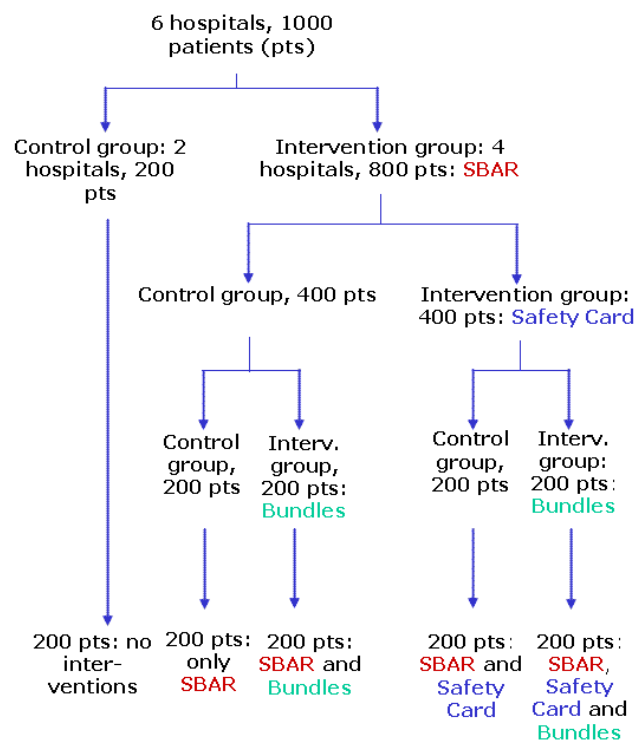 6 hospitals, 1000
patients (pts)
Control group: 2
hospitals, 200
pts
Intervention group: 4
hospitals, 800 pts: SBAR
Control group, 400 pts
Intervention group:
400 pts: Safety Card
Control
group,
200 pts
Interv.
group,
200 pts:
Bundles
Control
group,
200 pts
Interv.
group:
200 pts:
Bundles
200 pts: no
inter-
ventions
200 pts:
only
SBAR
200 pts:
SBAR and
Bundles
200 pts:
SBAR and
Safety
Card
200 pts:
SBAR,
Safety
Card and
Bundles